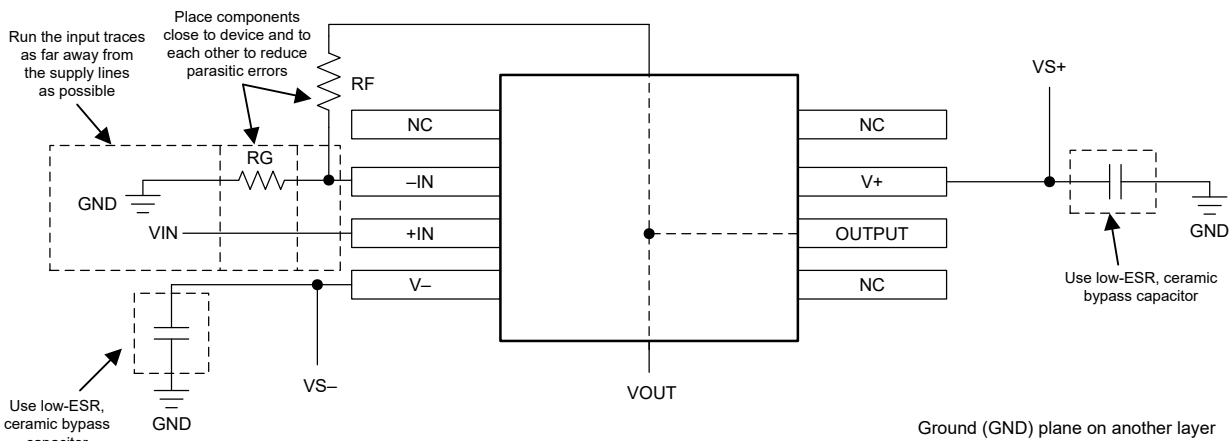 Run the input traces
as far away from
the supply lines
as possible
Place components
close to device and to
each other to reduce
parasitic errors
RF
VS+
NC
NC
RG
–IN
V+
GND
VIN
+IN
OUTPUT
GND
V–
NC
Use low-ESR, ceramic
bypass capacitor
VS–
VOUT
GND
Use low-ESR,
ceramic bypass
capacitor
Ground (GND) plane on another layer